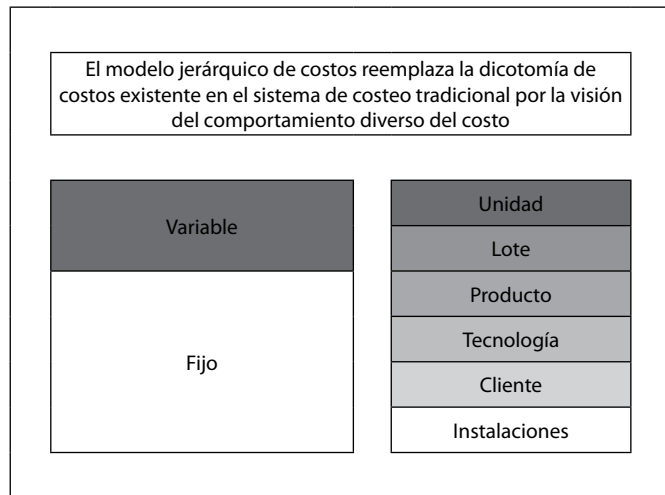 El modelo jerárquico de costos reemplaza la dicotomía de
costos existente en el sistema de costeo tradicional por la visión
del comportamiento diverso del costo
Variable
Fijo
Unidad
Lote
Producto
Tecnología
Cliente
Instalaciones